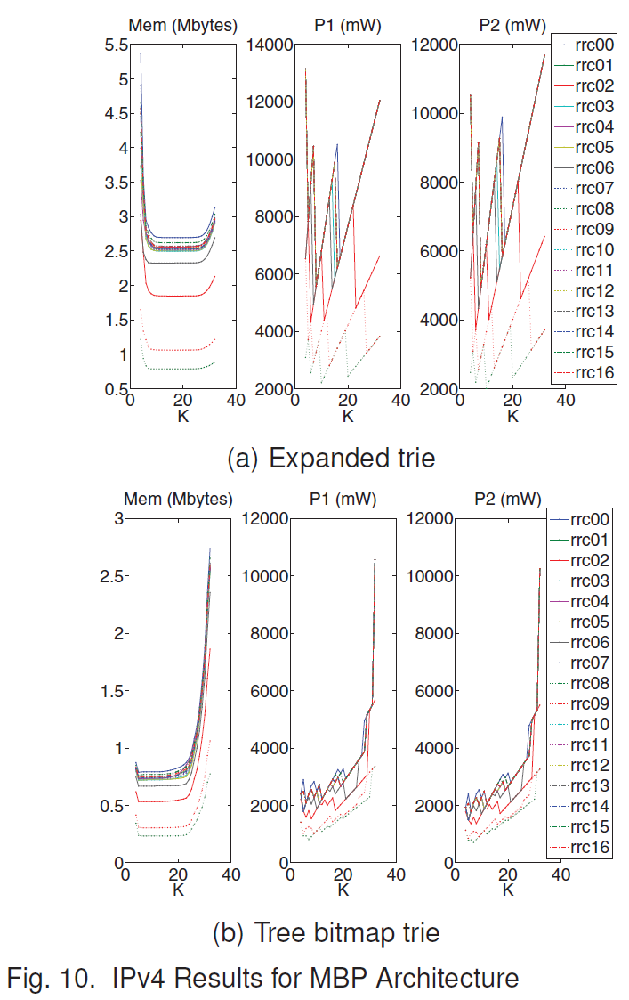 Mem (Mbytes) P1 (mW) P2 (mW)
5.5 14000 12000 rrc00
5 rrc01
12000 rrc02
4.5 10000 rrc03
4 rrc04
10000 rrc05
3.5 rrc06
8000 rrc07
3 8000 rrc08
2.5 rrc09
6000 rrc10
2 6000 rrc11
rrc12
1.5 4000 rrc13
4000 rrc14
1 rrc15
rrc16
0.5 2000 2000
0 20 40 0 20 40 0 20 40
K K K
(a) Expanded trie
Mem (Mbytes) P1 (mW) P2 (mW)
3 12000 12000 rrc00
rrc01
2.5 10000 10000 rrc02
rrc03
rrc04
2 8000 8000 rrc05
rrc06
rrc07
1.5 6000 6000 rrc08
rrc09
rrc10
1 4000 4000 rrc11
rrc12
0.5 2000 2000 rrc13
rrc14
rrc15
rrc16
0 0 0
0 20 40 0 20 40 0 20 40
K K K
(b) Tree bitmap trie
Fig. 10. IPv4 Results for MBP Architecture